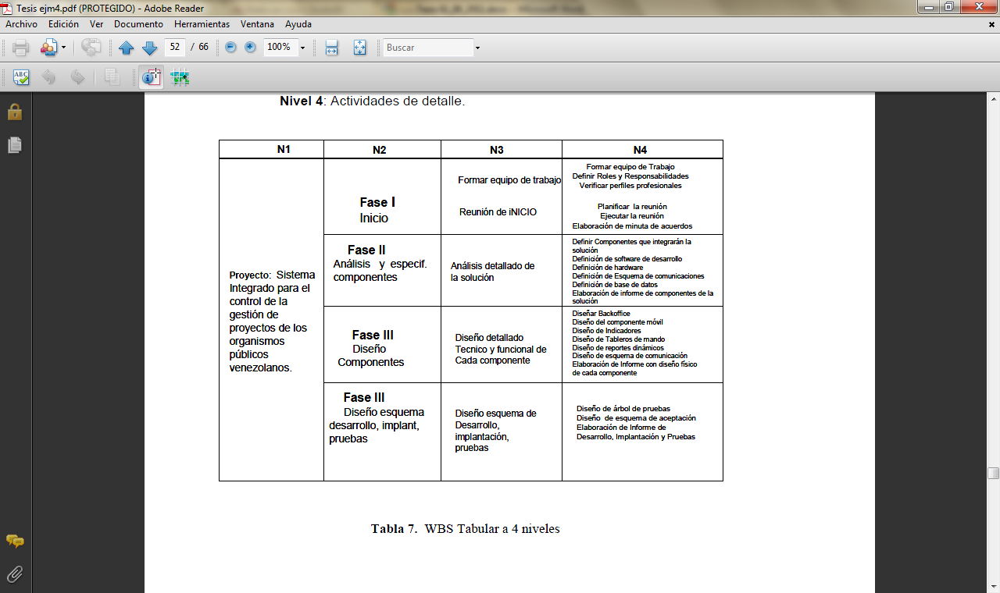 Tesis ejm4.pdf (PROTEGIDO) - Adobe Reader
Archivo Edición Ver Documento Herramientas Ventana Ayuda
52 / 66 100% Buscar
ABC
Nivel 4: Actividades de detalle.
N1 N2 N3 N4
Proyecto: Sistema
Integrado para el
control de la
gestión de
proyectos de los
organismos
públicos
venezolanos.
Fase I
Inicio
Formar equipo de trabajo
Reunión de iNICIO
Formar equipo de Trabajo
Definir Roles y Responsabilidades
Verificar perfiles profesionales
Planificar la reunión
Ejecutar la reunión
Elaboración de minuta de acuerdos
Fase II
Análisis y especif.
componentes
Análisis detallado de
la solución
Definir Componentes que integrarán la
solución
Definición de software de desarrollo
Definición de hardware
Definición de Esquema de comunicaciones
Definición de base de datos
Elaboración de informe de componentes de la
solución
Fase III
Diseño
Componentes
Diseño detallado
Tecnico y funcional de
Cada componente
Diseñar Backoffice
Diseño del componente móvil
Diseño de Indicadores
Diseño de Tableros de mando
Diseño de reportes dinámicos
Diseño de esquema de comunicación
Elaboración de Informe con diseño físico
de cada componente
Fase III
Diseño esquema
desarrollo, implant,
pruebas
Diseño esquema de
Desarrollo,
implantación,
pruebas
Diseño de árbol de pruebas
Diseño de esquema de aceptación
Elaboración de Informe de
Desarrollo, Implantación y Pruebas
Tabla 7. WBS Tabular a 4 niveles